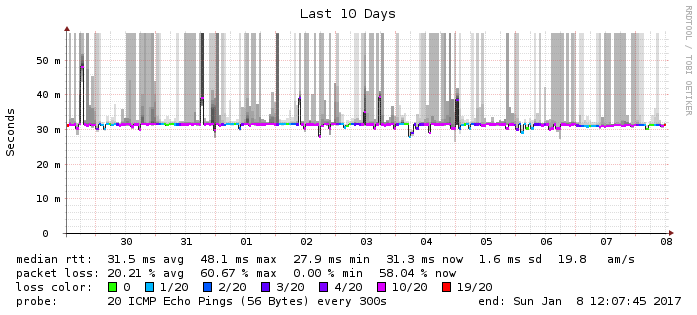 Last 10 Days
RRDTOOL / TOBI OETIKER
Seconds
50 m
40 m
30 m
20 m
10 m
0
30 31 01 02 03 04 05 06 07 08
median rtt: 31.5 ms avg 48.1 ms max 27.9 ms min 31.3 ms now 1.6 ms sd 19.8 am/s
packet loss: 20.21 % avg 60.67 % max 0.00 % min 58.04 % now
loss color: 0 1/20 2/20 3/20 4/20 10/20 19/20
probe: 20 ICMP Echo Pings (56 Bytes) every 300s end: Sun Jan 8 12:07:45 2017